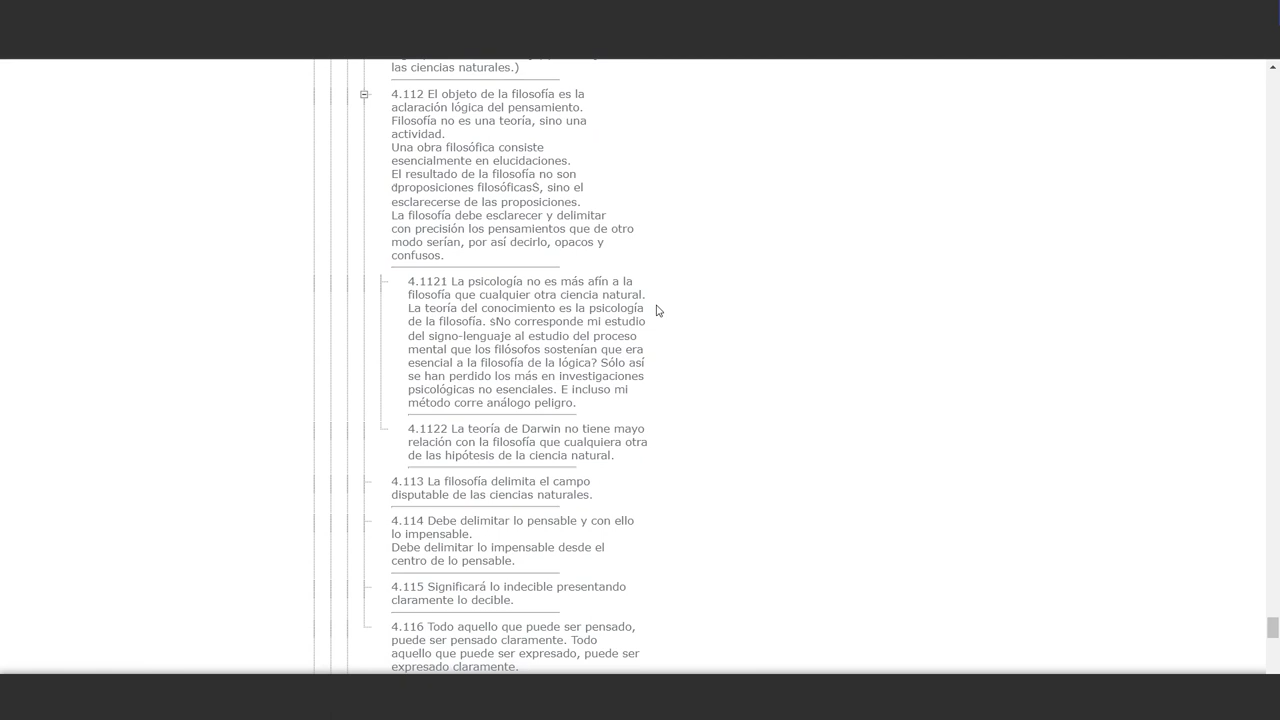 las ciencias naturales.)
4.112 El objeto de la filosofía es la
aclaración lógica del pensamiento.
Filosofía no es una teoría, sino una
actividad.
Una obra filosófica consiste
esencialmente en elucidaciones.
El resultado de la filosofía no son
đproposiciones filosóficasS, sino el
esclarecerse de las proposiciones.
La filosofía debe esclarecer y delimitar
con precisión los pensamientos que de otro
modo serían, por así decirlo, opacos y
confusos.
4.1121 La psicología no es más afín a la
filosofía que cualquier otra ciencia natural.
La teoría del conocimiento es la psicología
de la filosofía. sNo corresponde mi estudio
del signo-lenguaje al estudio del proceso
mental que los filósofos sostenían que era
esencial a la filosofía de la lógica? Sólo así
se han perdido los más en investigaciones
psicológicas no esenciales. E incluso mi
método corre análogo peligro.
4.1122 La teoría de Darwin no tiene mayo
relación con la filosofía que cualquiera otra
de las hipótesis de la ciencia natural.
4.113 La filosofía delimita el campo
disputable de las ciencias naturales.
4.114 Debe delimitar lo pensable y con ello
lo impensable.
Debe delimitar lo impensable desde el
centro de lo pensable.
4.115 Significará lo indecible presentando
claramente lo decible.
4.116 Todo aquello que puede ser pensado,
puede ser pensado claramente. Todo
aquello que puede ser expresado, puede ser
expresado claramente.